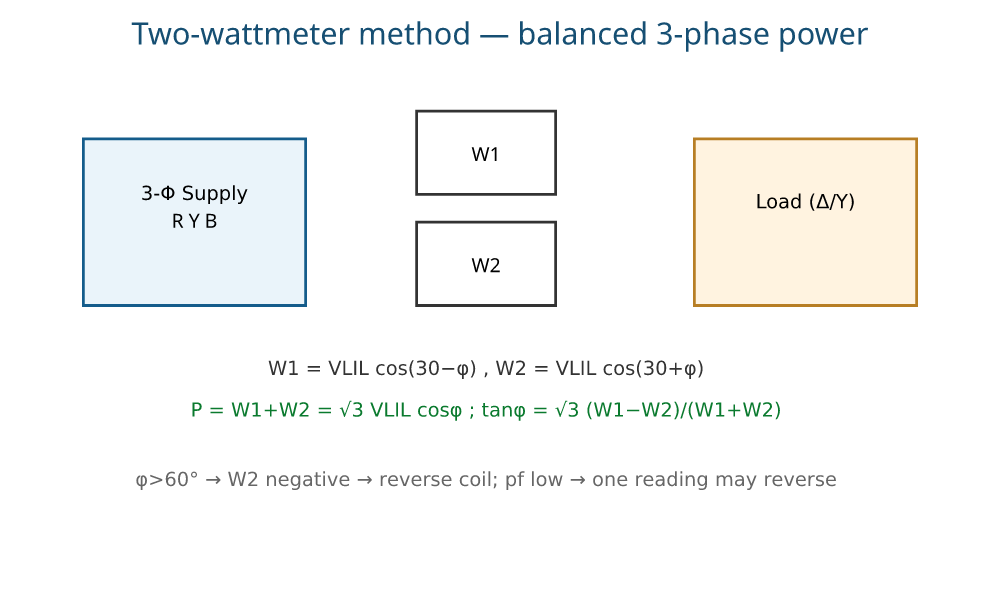 Two-wattmeter method — balanced 3-phase power
W1
3-Φ Supply
R Y B
Load (Δ/Y)
W2
W1 = VLIL cos(30−φ) , W2 = VLIL cos(30+φ)
P = W1+W2 = √3 VLIL cosφ ; tanφ = √3 (W1−W2)/(W1+W2)
φ>60° → W2 negative → reverse coil; pf low → one reading may reverse